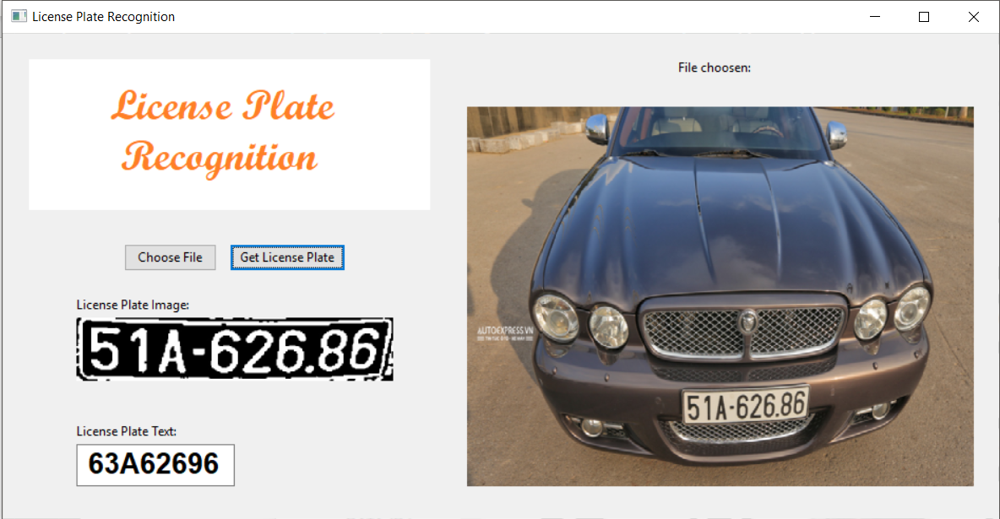 License Plate Recognition
License Plate
Recognition
Choose File
Get License Plate
License Plate Image:
51A-626.86
License Plate Text:
63A62696
File choosen:
AUTOEXPRESS.VN
51A-626.86